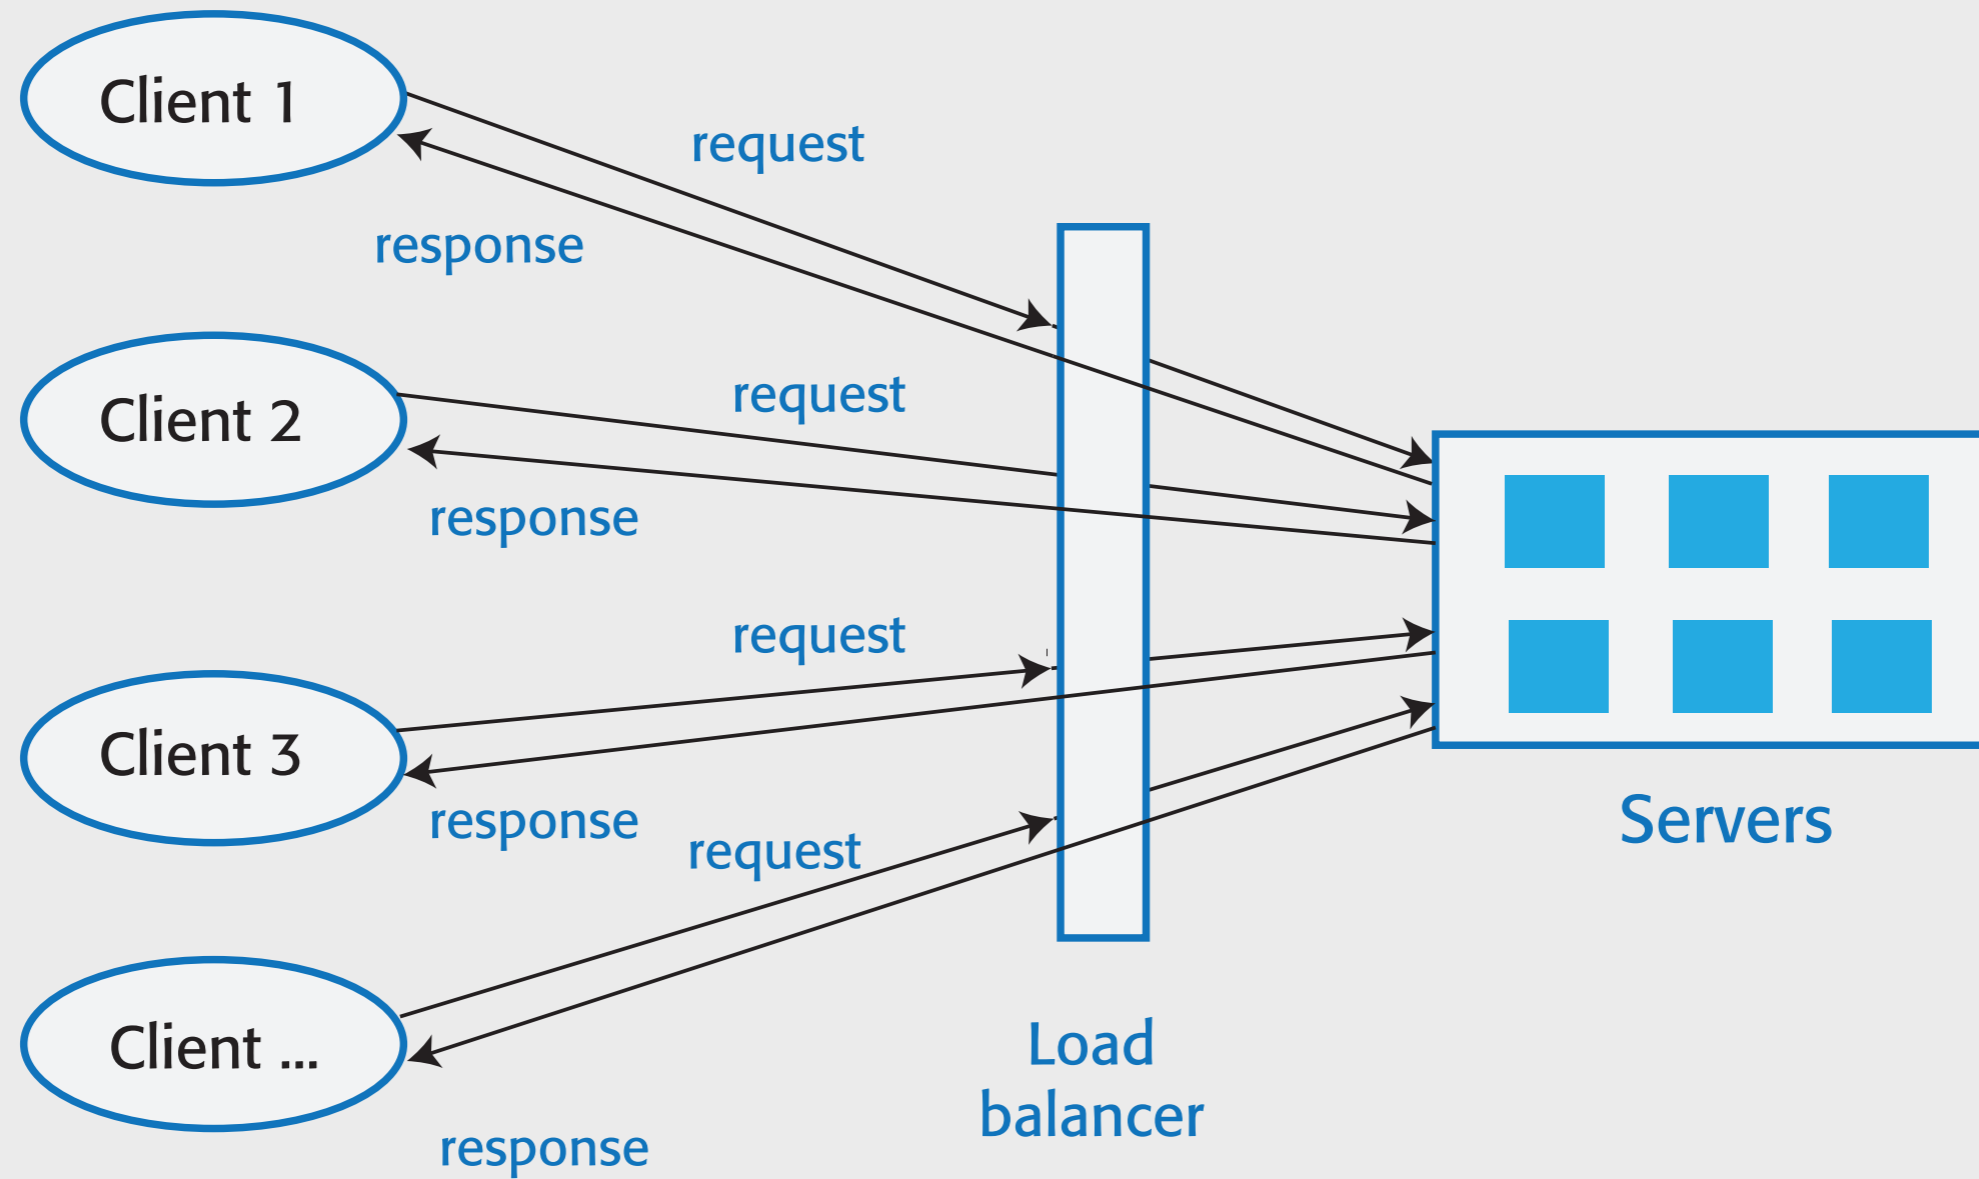 Client 1
request
response
Client 2
request
response
Client 3
request
response
request
Client ...
response
Load
balancer
Servers